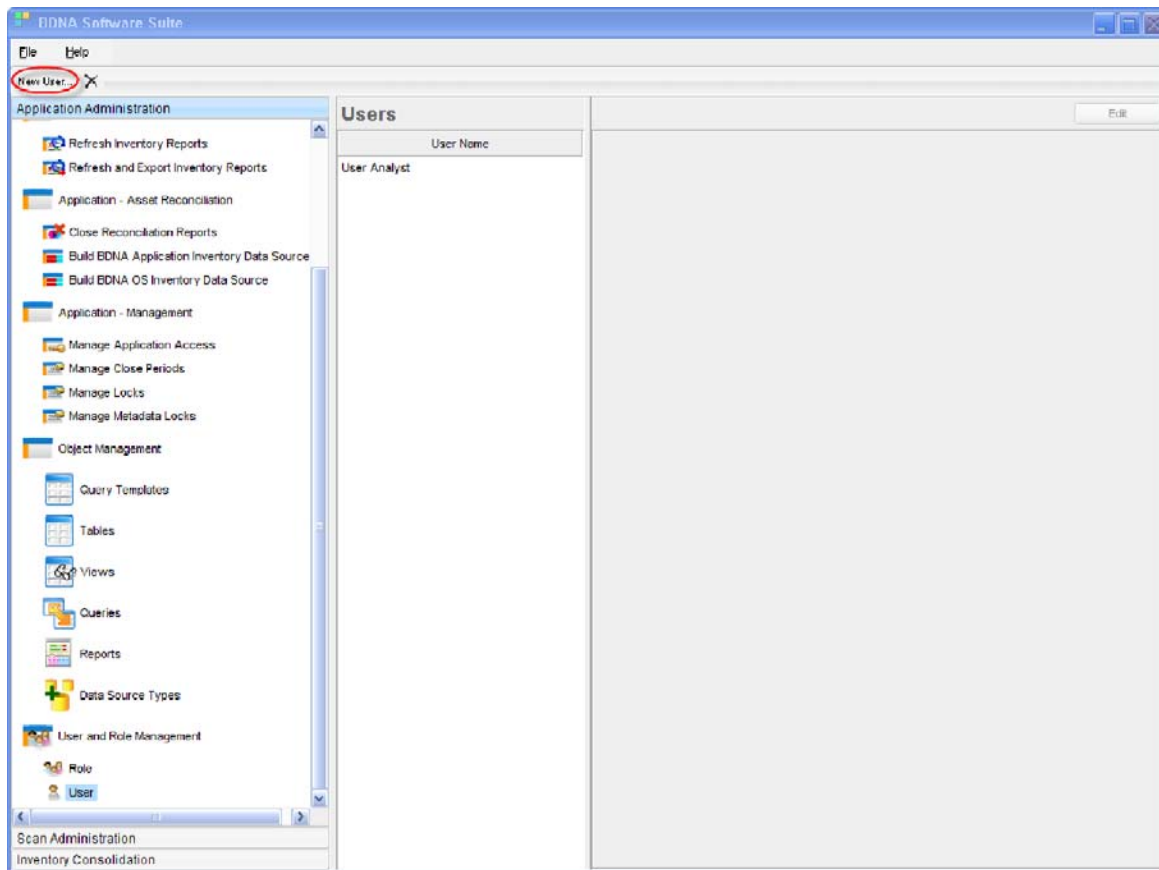 BDNA Software Suite
File Help
New User...
Application Administration
Refresh Inventory Reports
Refresh and Export Inventory Reports
Application - Asset Reconciliation
Close Reconciliation Reports
Build BDNA Application Inventory Data Source
Build BDNA OS Inventory Data Source
Application - Management
Manage Application Access
Manage Close Periods
Manage Locks
Manage Metadata Locks
Object Management
Query Templates
Tables
Views
Queries
Reports
Data Source Types
User and Role Management
Role
User
Scan Administration
Inventory Consolidation
Users
User Name
User Analyst
Edit